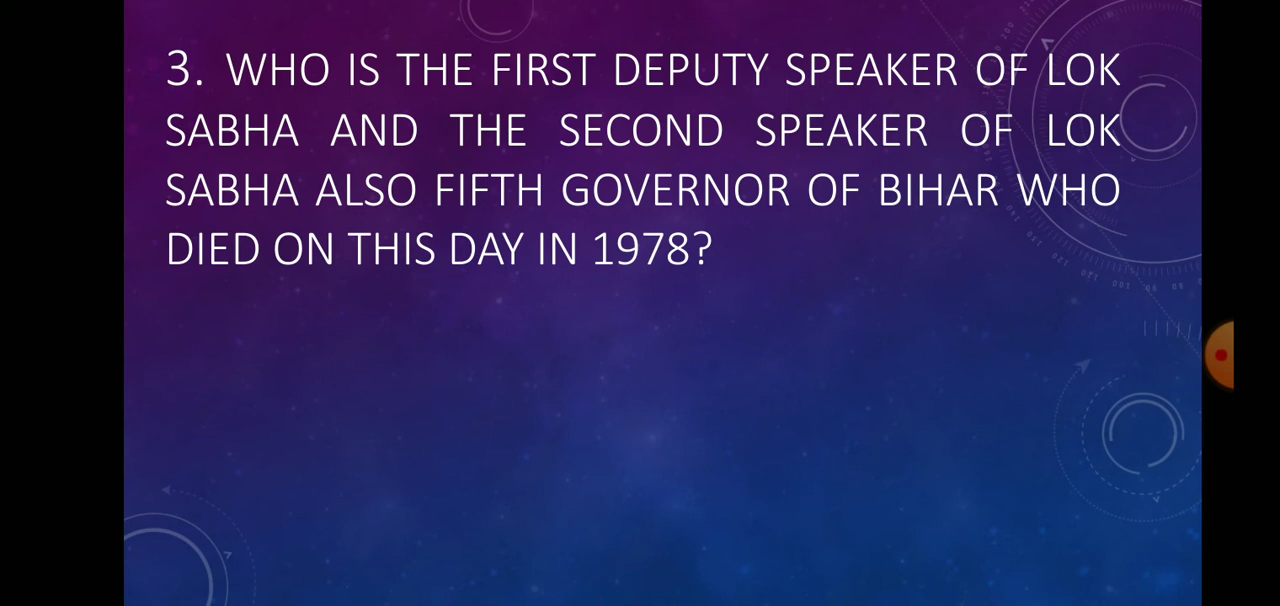 3. WHO IS THE FIRST DEPUTY SPEAKER OF LOK
SABHA AND THE SECOND SPEAKER OF LOK
SABHA ALSO FIFTH GOVERNOR OF BIHAR WHO
DIED ON THIS DAY IN 1978?